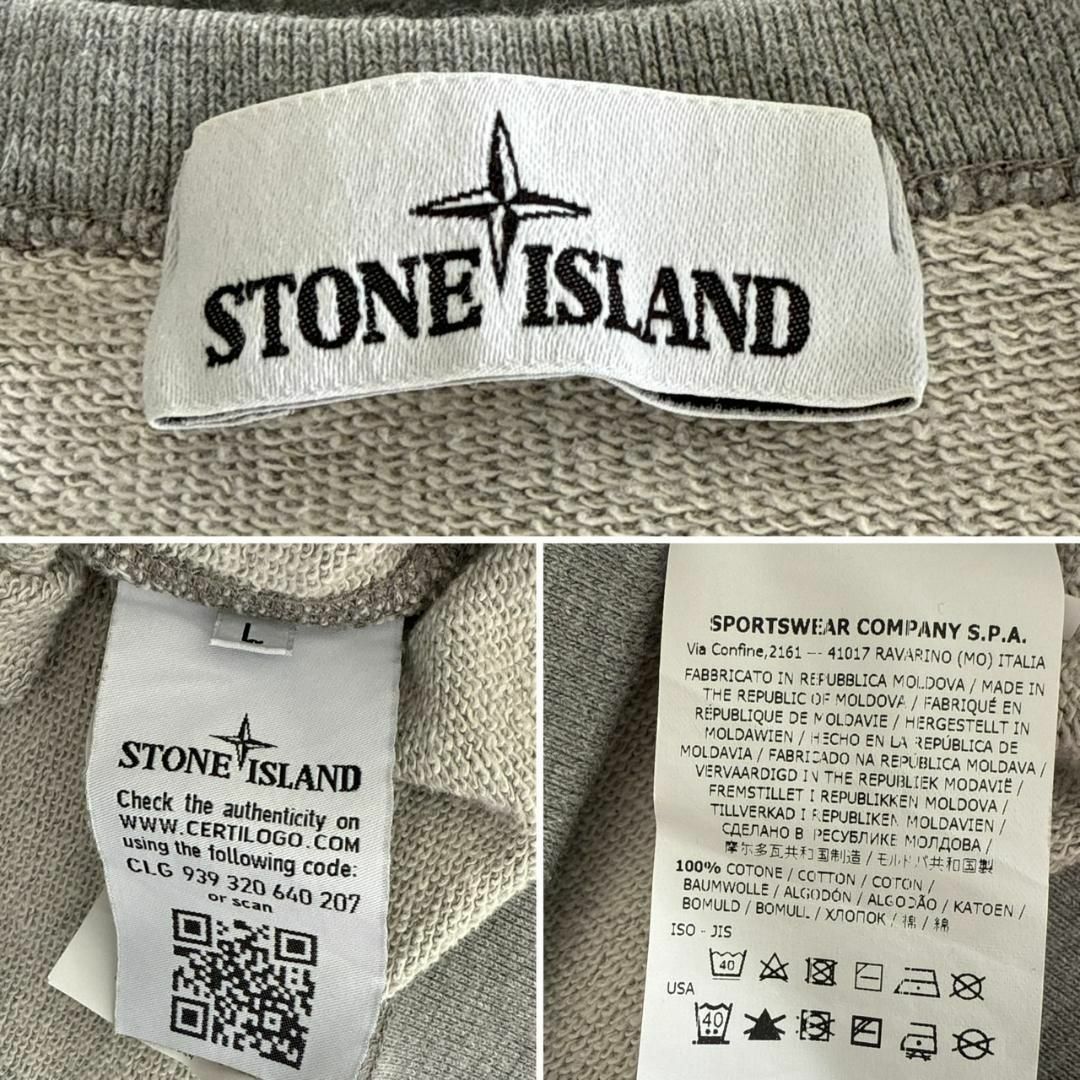 STONE ISLAND
L
STONE ISLAND
Check the authenticity on
WWW.CERTILOGO.COM
using the following code:
CLG 939 320 640 207
or scan
SPORTSWEAR COMPANY S.P.A.
Via Confine,2161 -- 41017 RAVARINO (MO) ITALIA
FABBRICATO IN REPUBBLICA MOLDOVA / MADE IN
THE REPUBLIC OF MOLDOVA / FABRIQUÉ EN
RÉPUBLIQUE DE MOLDAVIE / HERGESTELLT IN
MOLDAWIEN / HECHO EN LA REPÚBLICA DE
MOLDAVIA / FABRICADO NA REPÚBLICA MOLDAVA /
VERVAARDIGD IN THE REPUBLIEK MODAVIË /
FREMSTILLET I REPUBLIKKEN MOLDOVA /
TILLVERKAD I REPUBLIKEN MOLDAVIEN /
СДЕЛАНО В РЕСУБЛИКЕ МОЛДОВА /
摩尔多瓦共和国制造 / モルドバ共和国製
100% COTONE / COTTON / COTON /
BAUMWOLLE / ALGODÓN / ALGODÃO / KATOEN /
BOMULD / BOMULL / ХЛОПОК / 棉 / 綿
ISO - JIS
40
USA
40